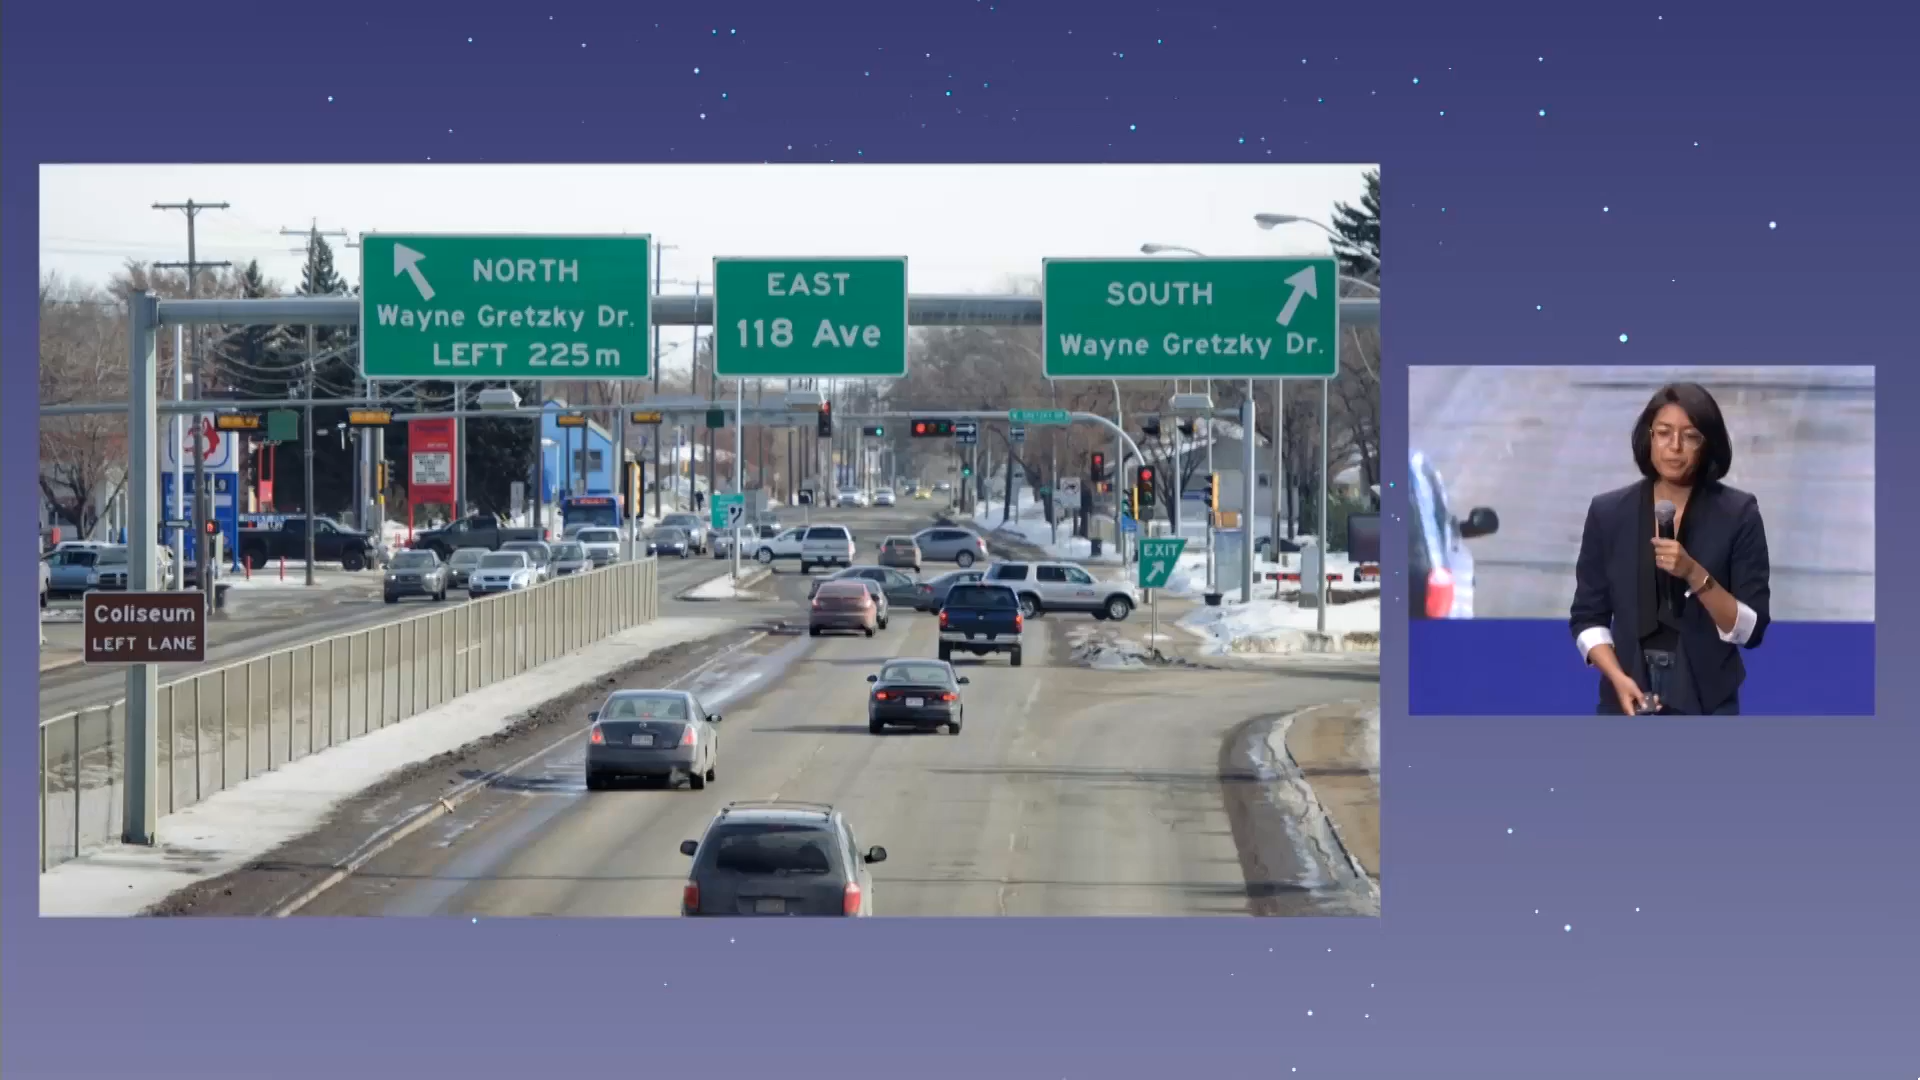 NORTH
Wayne Gretzky Dr.
LEFT 225m
EAST
118 Ave
SOUTH
Wayne Gretzky Dr.
EXIT
Coliseum
LEFT LANE